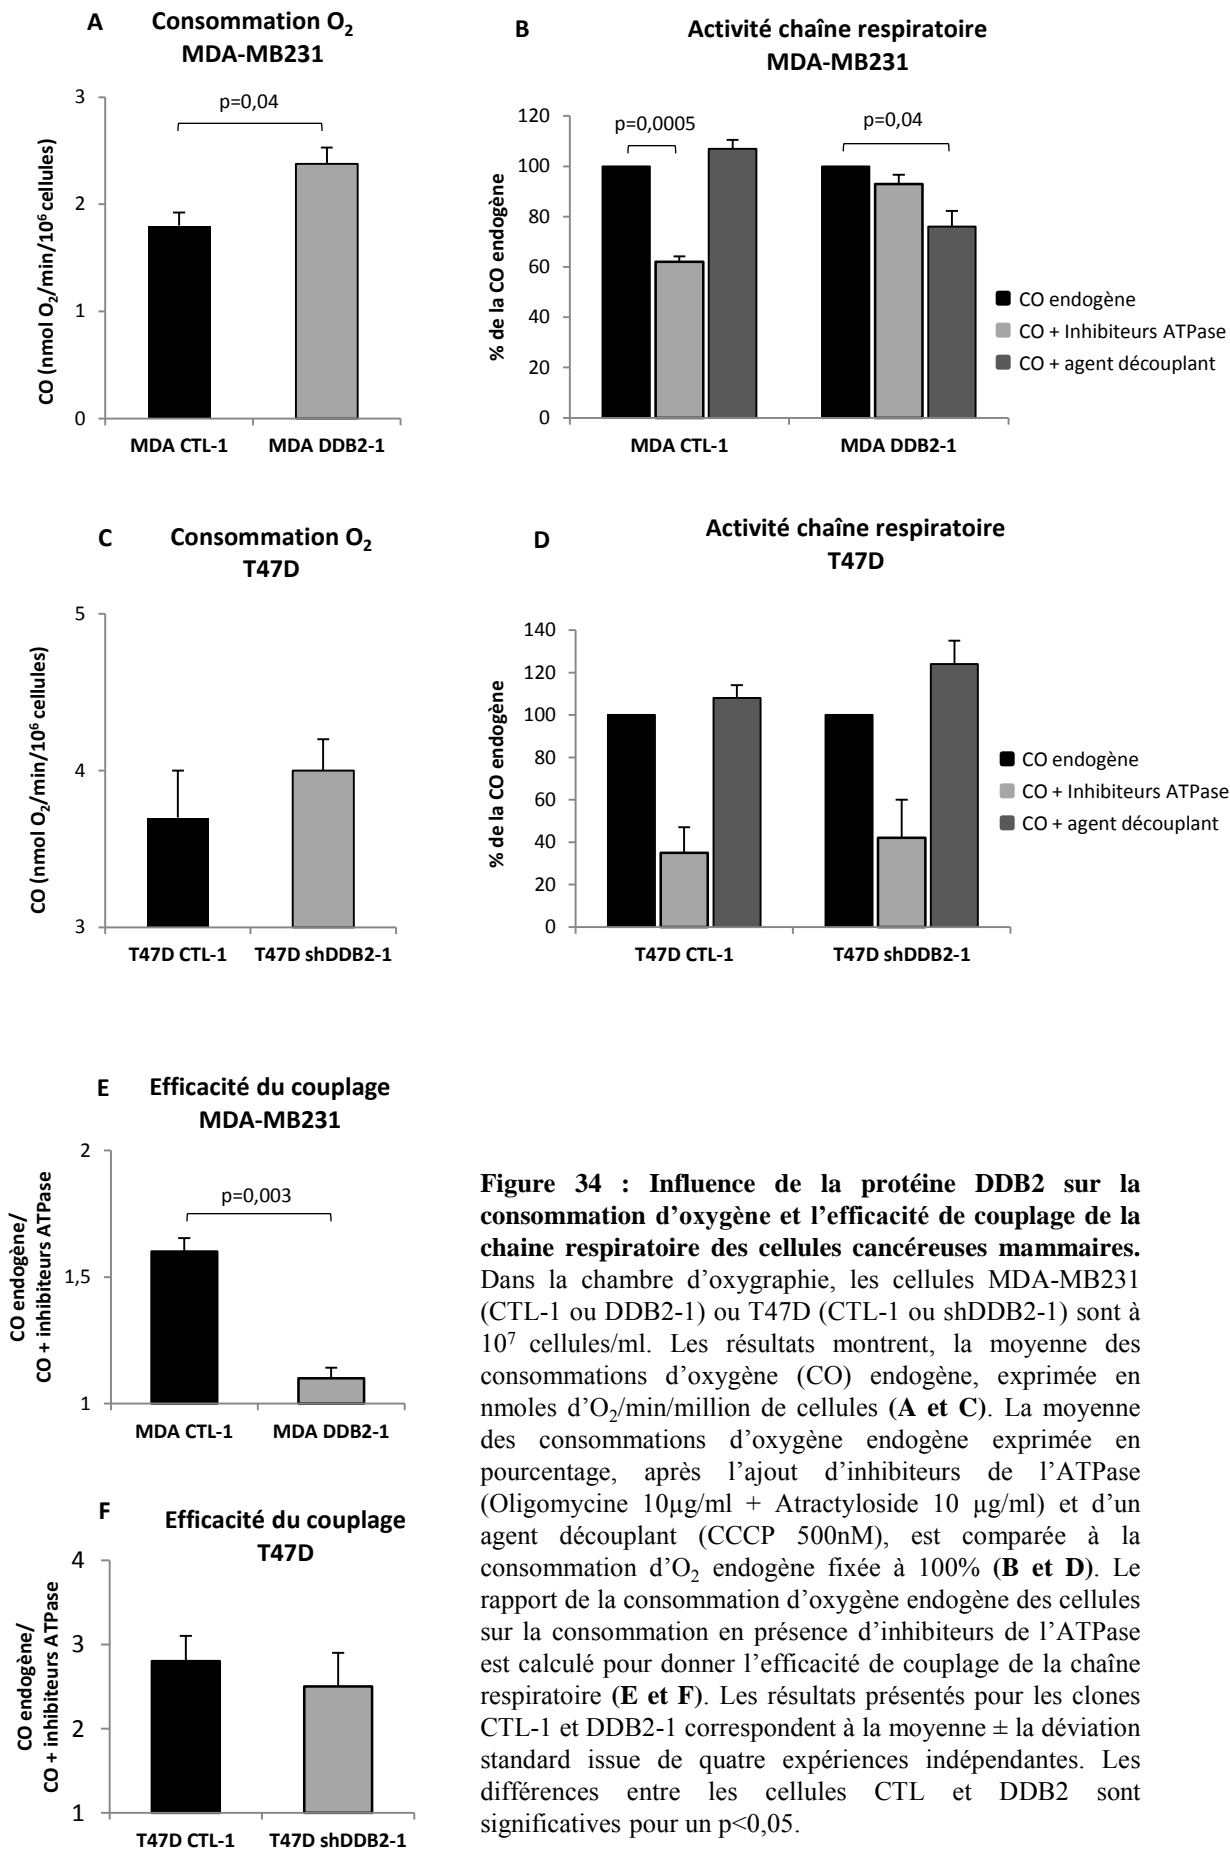 A
Consommation O₂
MDA-MB231
CO (nmol O₂/min/10⁶ cellules)
3
2
1
0
p=0,04
MDA CTL-1
MDA DDB2-1
B
Activité chaîne respiratoire
MDA-MB231
% de la CO endogène
120
100
80
60
40
20
0
p=0,0005
p=0,04
MDA CTL-1
MDA DDB2-1
CO endogène
CO + Inhibiteurs ATPase
CO + agent découplant
C
Consommation O₂
T47D
CO (nmol O₂/min/10⁶ cellules)
5
4
3
T47D CTL-1
T47D shDDB2-1
D
Activité chaîne respiratoire
T47D
% de la CO endogène
140
120
100
80
60
40
20
0
T47D CTL-1
T47D shDDB2-1
CO endogène
CO + Inhibiteurs ATPase
CO + agent découplant
E
Efficacité du couplage
MDA-MB231
CO endogène/
CO + inhibiteurs ATPase
2
1,5
1
p=0,003
MDA CTL-1
MDA DDB2-1
F
Efficacité du couplage
T47D
CO endogène/
CO + inhibiteurs ATPase
4
3
2
1
T47D CTL-1
T47D shDDB2-1
Figure 34 : Influence de la protéine DDB2 sur la
consommation d’oxygène et l’efficacité de couplage de la
chaine respiratoire des cellules cancéreuses mammaires.
Dans la chambre d’oxygraphie, les cellules MDA-MB231
(CTL-1 ou DDB2-1) ou T47D (CTL-1 ou shDDB2-1) sont à
10⁷ cellules/ml. Les résultats montrent, la moyenne des
consommations d’oxygène (CO) endogène, exprimée en
nmoles d’O₂/min/million de cellules (A et C). La moyenne
des consommations d’oxygène endogène exprimée en
pourcentage, après l’ajout d’inhibiteurs de l’ATPase
(Oligomycine 10µg/ml + Atractyloside 10 µg/ml) et d’un
agent découplant (CCCP 500nM), est comparée à la
consommation d’O₂ endogène fixée à 100% (B et D). Le
rapport de la consommation d’oxygène endogène des cellules
sur la consommation en présence d’inhibiteurs de l’ATPase
est calculé pour donner l’efficacité de couplage de la chaîne
respiratoire (E et F). Les résultats présentés pour les clones
CTL-1 et DDB2-1 correspondent à la moyenne ± la déviation
standard issue de quatre expériences indépendantes. Les
différences entre les cellules CTL et DDB2 sont
significatives pour un p<0,05.